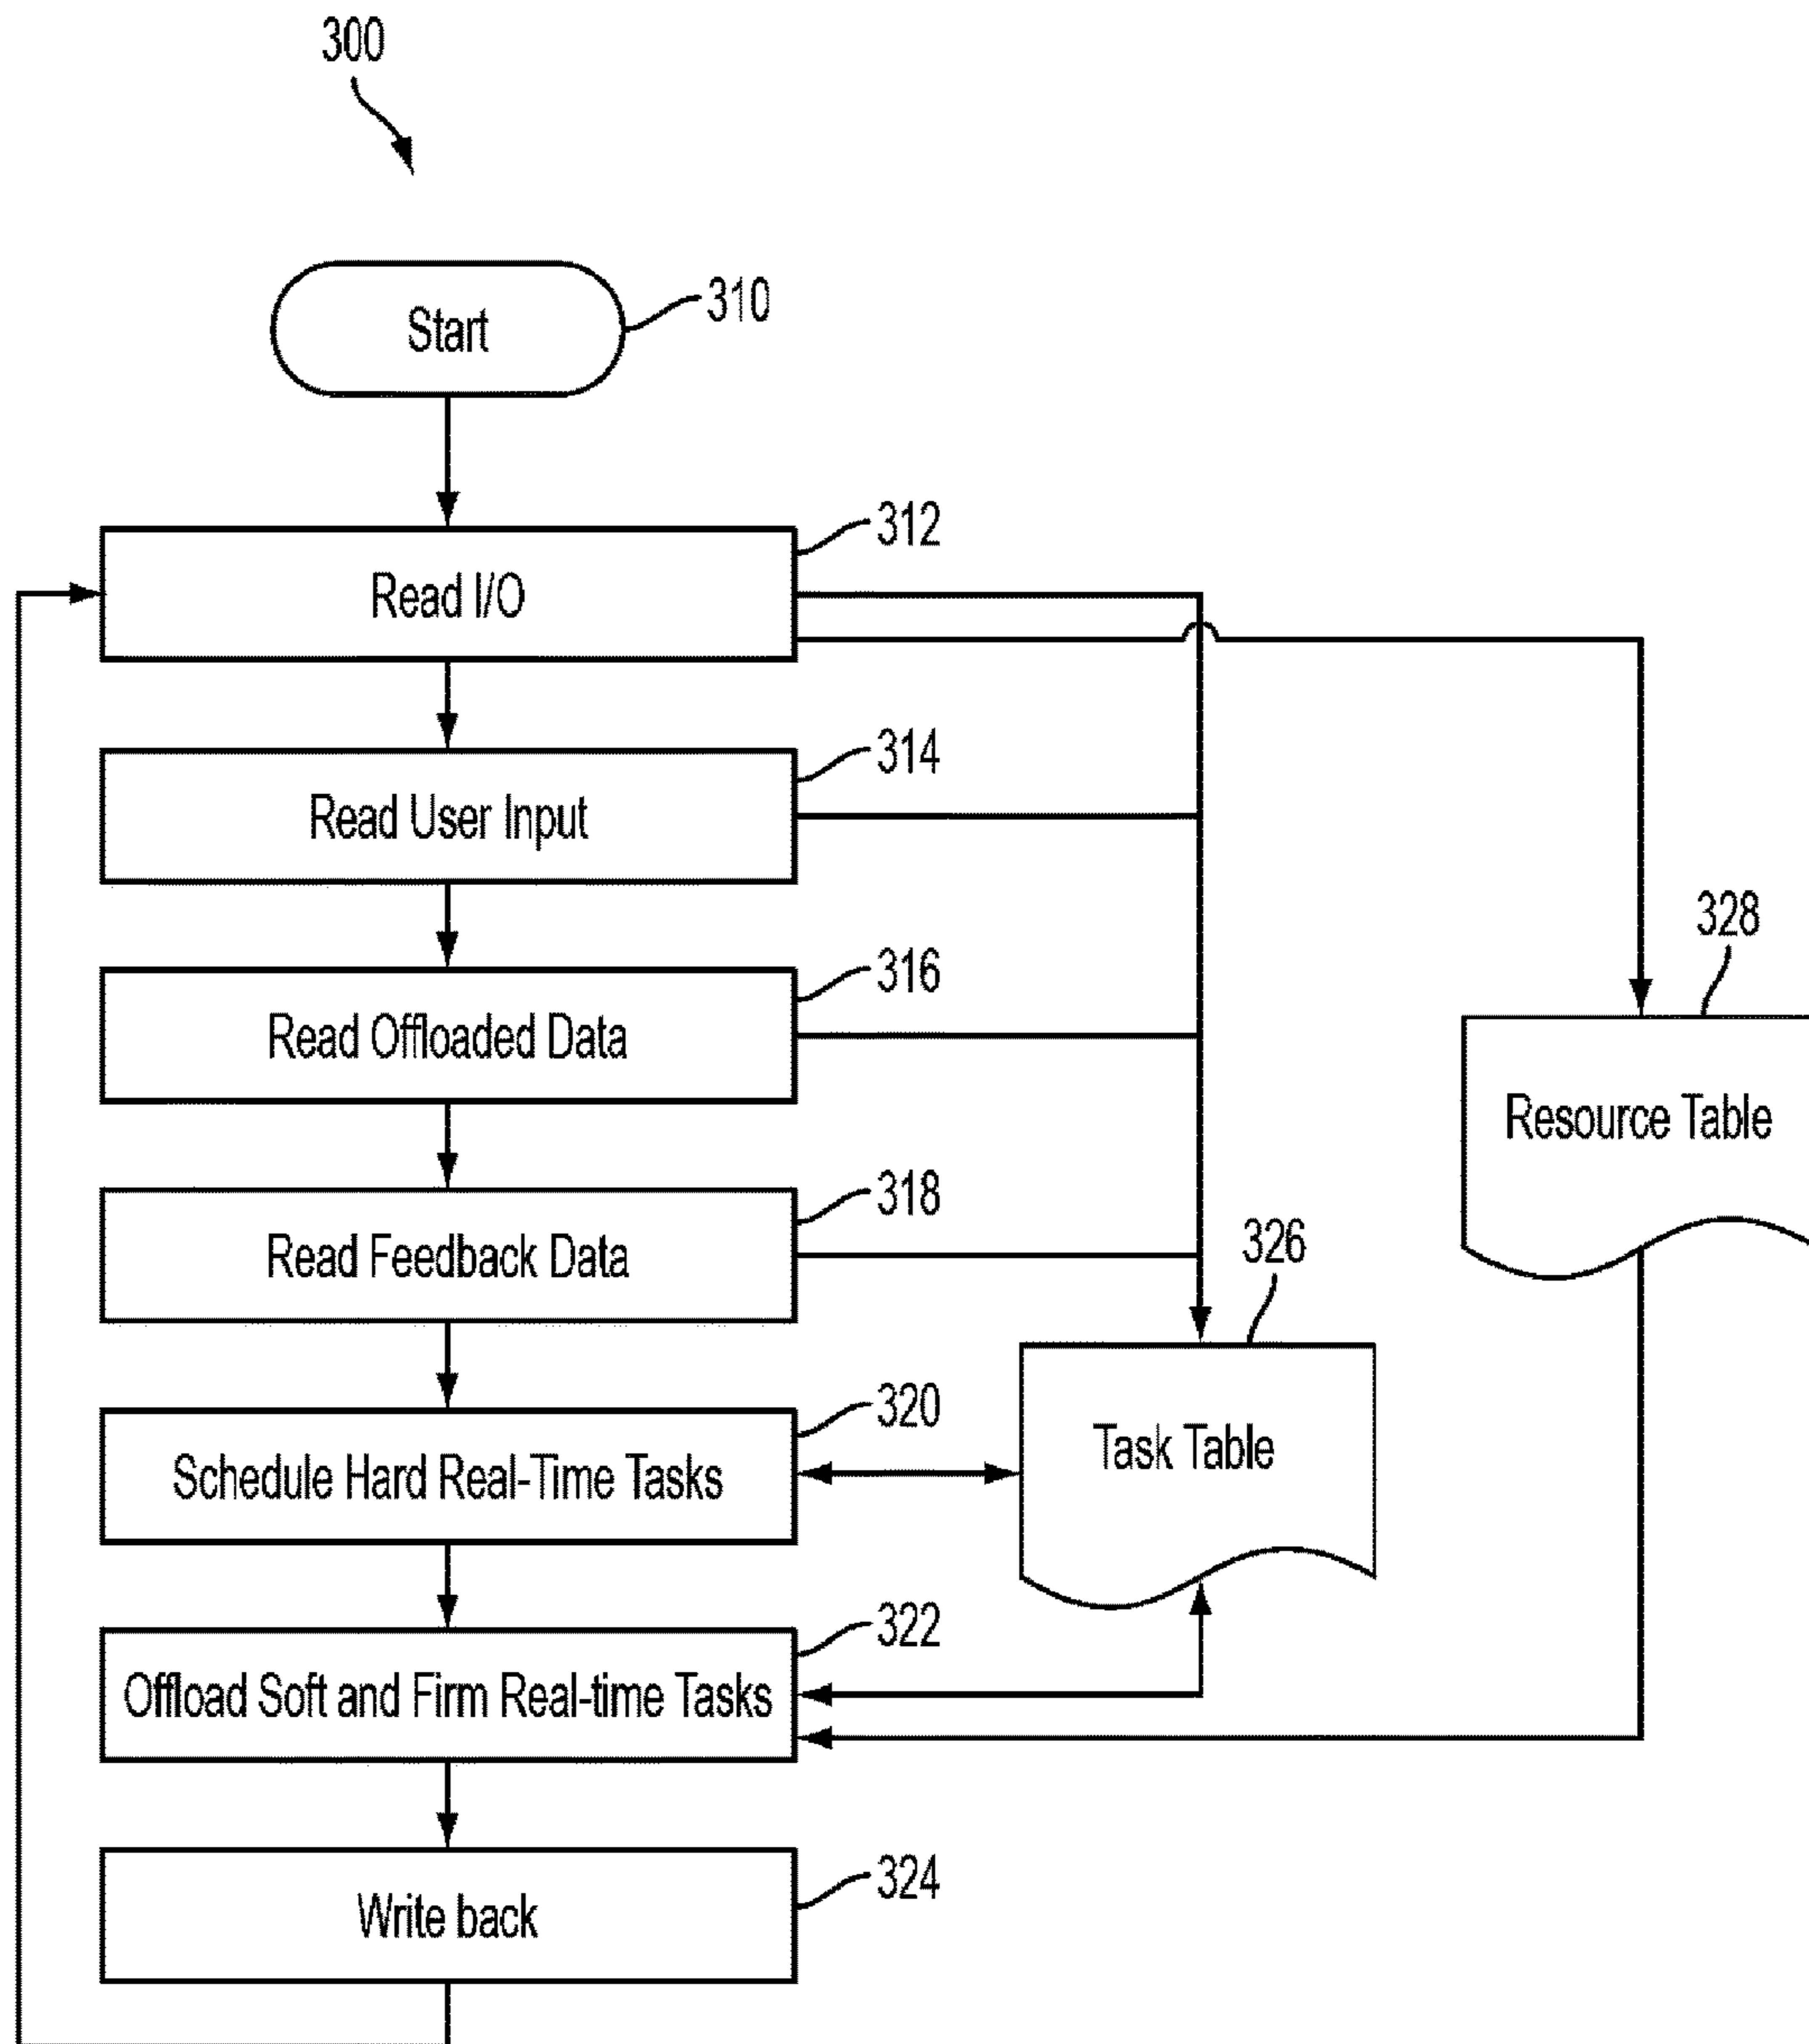 300
Start
310
312
Read I/O
314
Read User Input
316
Read Offloaded Data
328
Resource Table
318
Read Feedback Data
326
Task Table
320
Schedule Hard Real-Time Tasks
322
Offload Soft and Firm Real-time Tasks
324
Write back